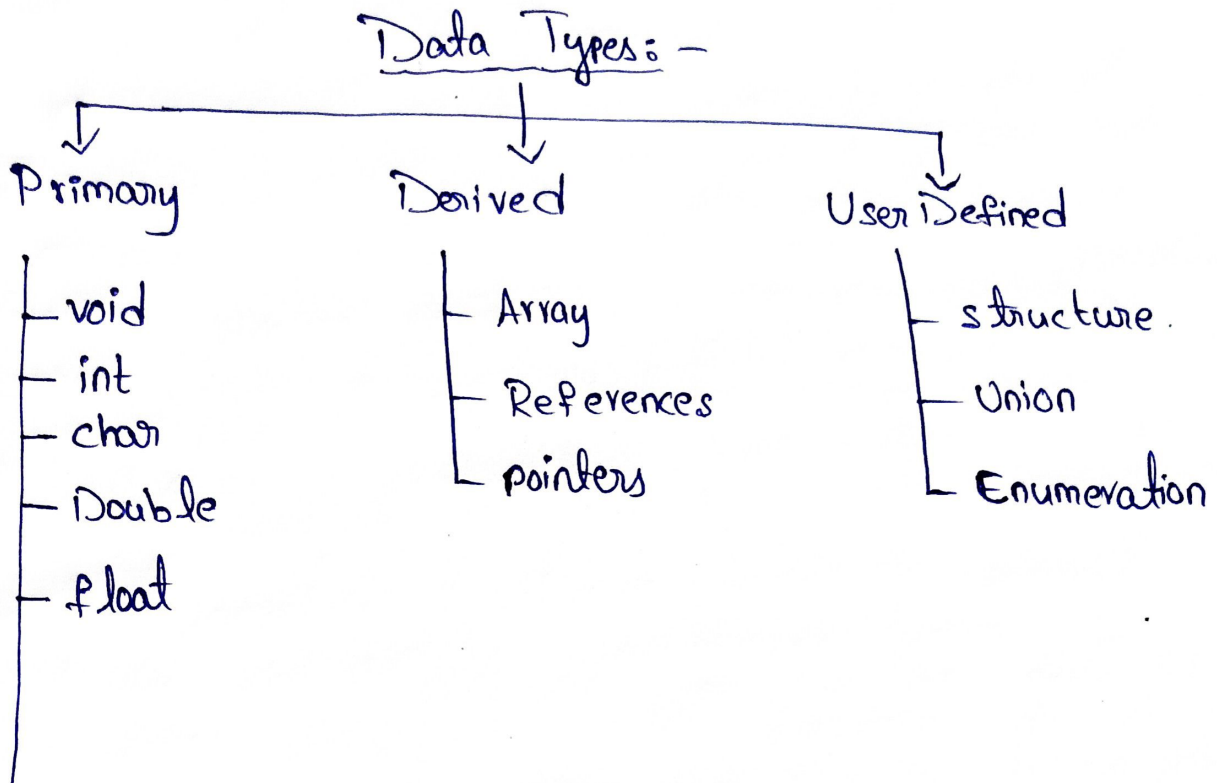 Data Types: -
Primary
void
int
char
Double
float
Derived
Array
References
pointers
User Defined
structure.
Union
Enumeration